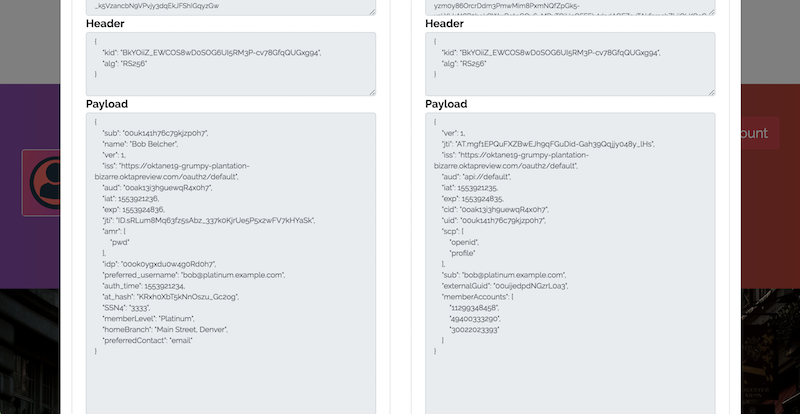 _k5VzancbN9VPvjy3dqEkJFShIGqyzGw
Header
{
"kid": "BkYOiiZ_EWCOS8wD0SOG6UI5RM3P-cv78GfqQUGxg94",
"alg": "RS256"
}
Payload
{
"sub": "00uk141h76c79kjzp0h7",
"name": "Bob Belcher",
"ver": 1,
"iss": "https://oktane19-grumpy-plantation-
bizarre.oktapreview.com/oauth2/default",
"aud": "0oak13i3h9uewqR4x0h7",
"iat": 1553921236,
"exp": 1553924836,
"jti": "ID.sRLum8Mq63fz5sAbz_337k0KjrUe5P5xzwFV7kHYaSk",
"amr": [
"pwd"
],
"idp": "00ok0ygxdu0w4g0Rd0h7",
"preferred_username": "bob@platinum.example.com",
"auth_time": 1553921234,
"at_hash": "KRxh0XbT5kNnOszu_Gc2og",
"SSN4": "3333",
"memberLevel": "Platinum",
"homeBranch": "Main Street, Denver",
"preferredContact": "email"
}
yzm0y86OrcrDdm3PmwMim8PxmNQfZpGk5-
Header
{
"kid": "BkYOiiZ_EWCOS8wD0SOG6UI5RM3P-cv78GfqQUGxg94",
"alg": "RS256"
}
Payload
{
"ver": 1,
"jti": "AT.mgf1EPQuFXZBwEJh9qFGuDid-Gah39Qqjjy048y_lHs",
"iss": "https://oktane19-grumpy-plantation-
bizarre.oktapreview.com/oauth2/default",
"aud": "api://default",
"iat": 1553921235,
"exp": 1553924835,
"cid": "0oak13i3h9uewqR4x0h7",
"uid": "00uk141h76c79kjzp0h7",
"scp": [
"openid",
"profile"
],
"sub": "bob@platinum.example.com",
"externalGuid": "00uijedpdNGzrL0a3",
"memberAccounts": [
"11299348458",
"49400333290",
"30022023393"
]
}
ount